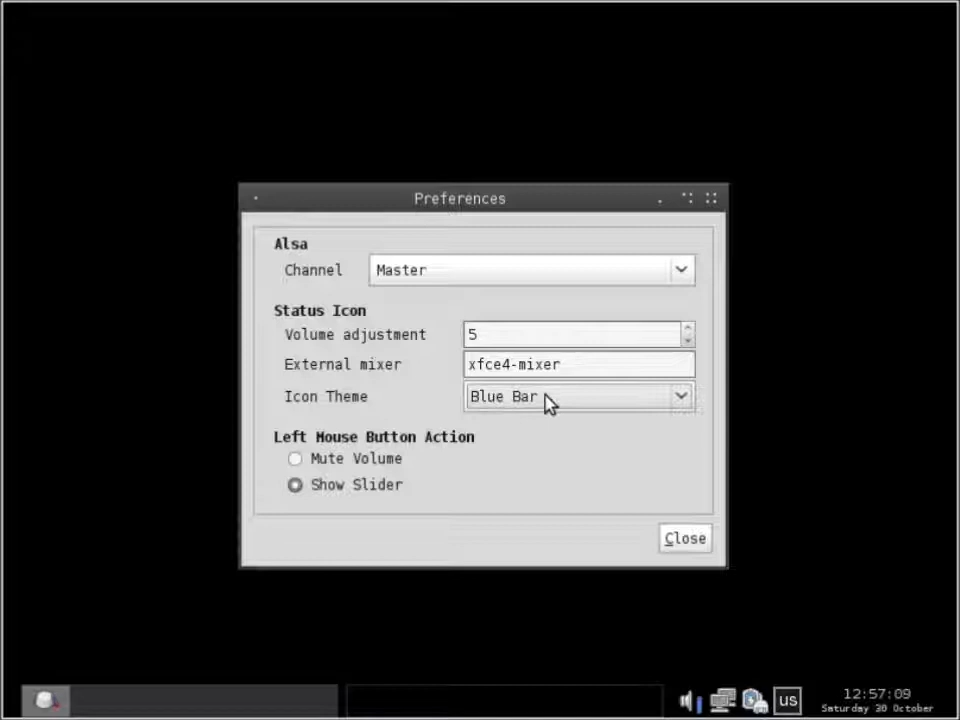 Preferences
Alsa
Channel Master
Status Icon
Volume adjustment 5
External mixer xfce4-mixer
Icon Theme Blue Bar
Left Mouse Button Action
Mute Volume
Show Slider
Close
us 12:57:09
Saturday 30 October